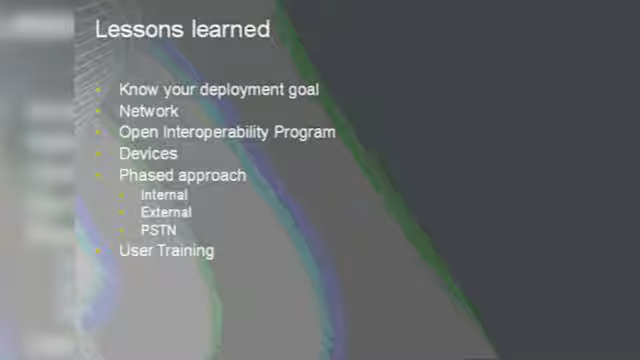 Lessons learned
Know your deployment goal
Network
Open Interoperability Program
Devices
Phased approach
Internal
External
PSTN
User Training